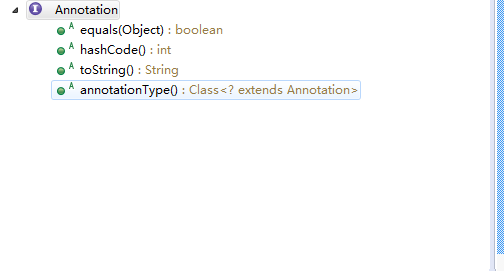 Annotation
equals(Object) : boolean
hashCode() : int
toString() : String
annotationType() : Class<? extends Annotation>